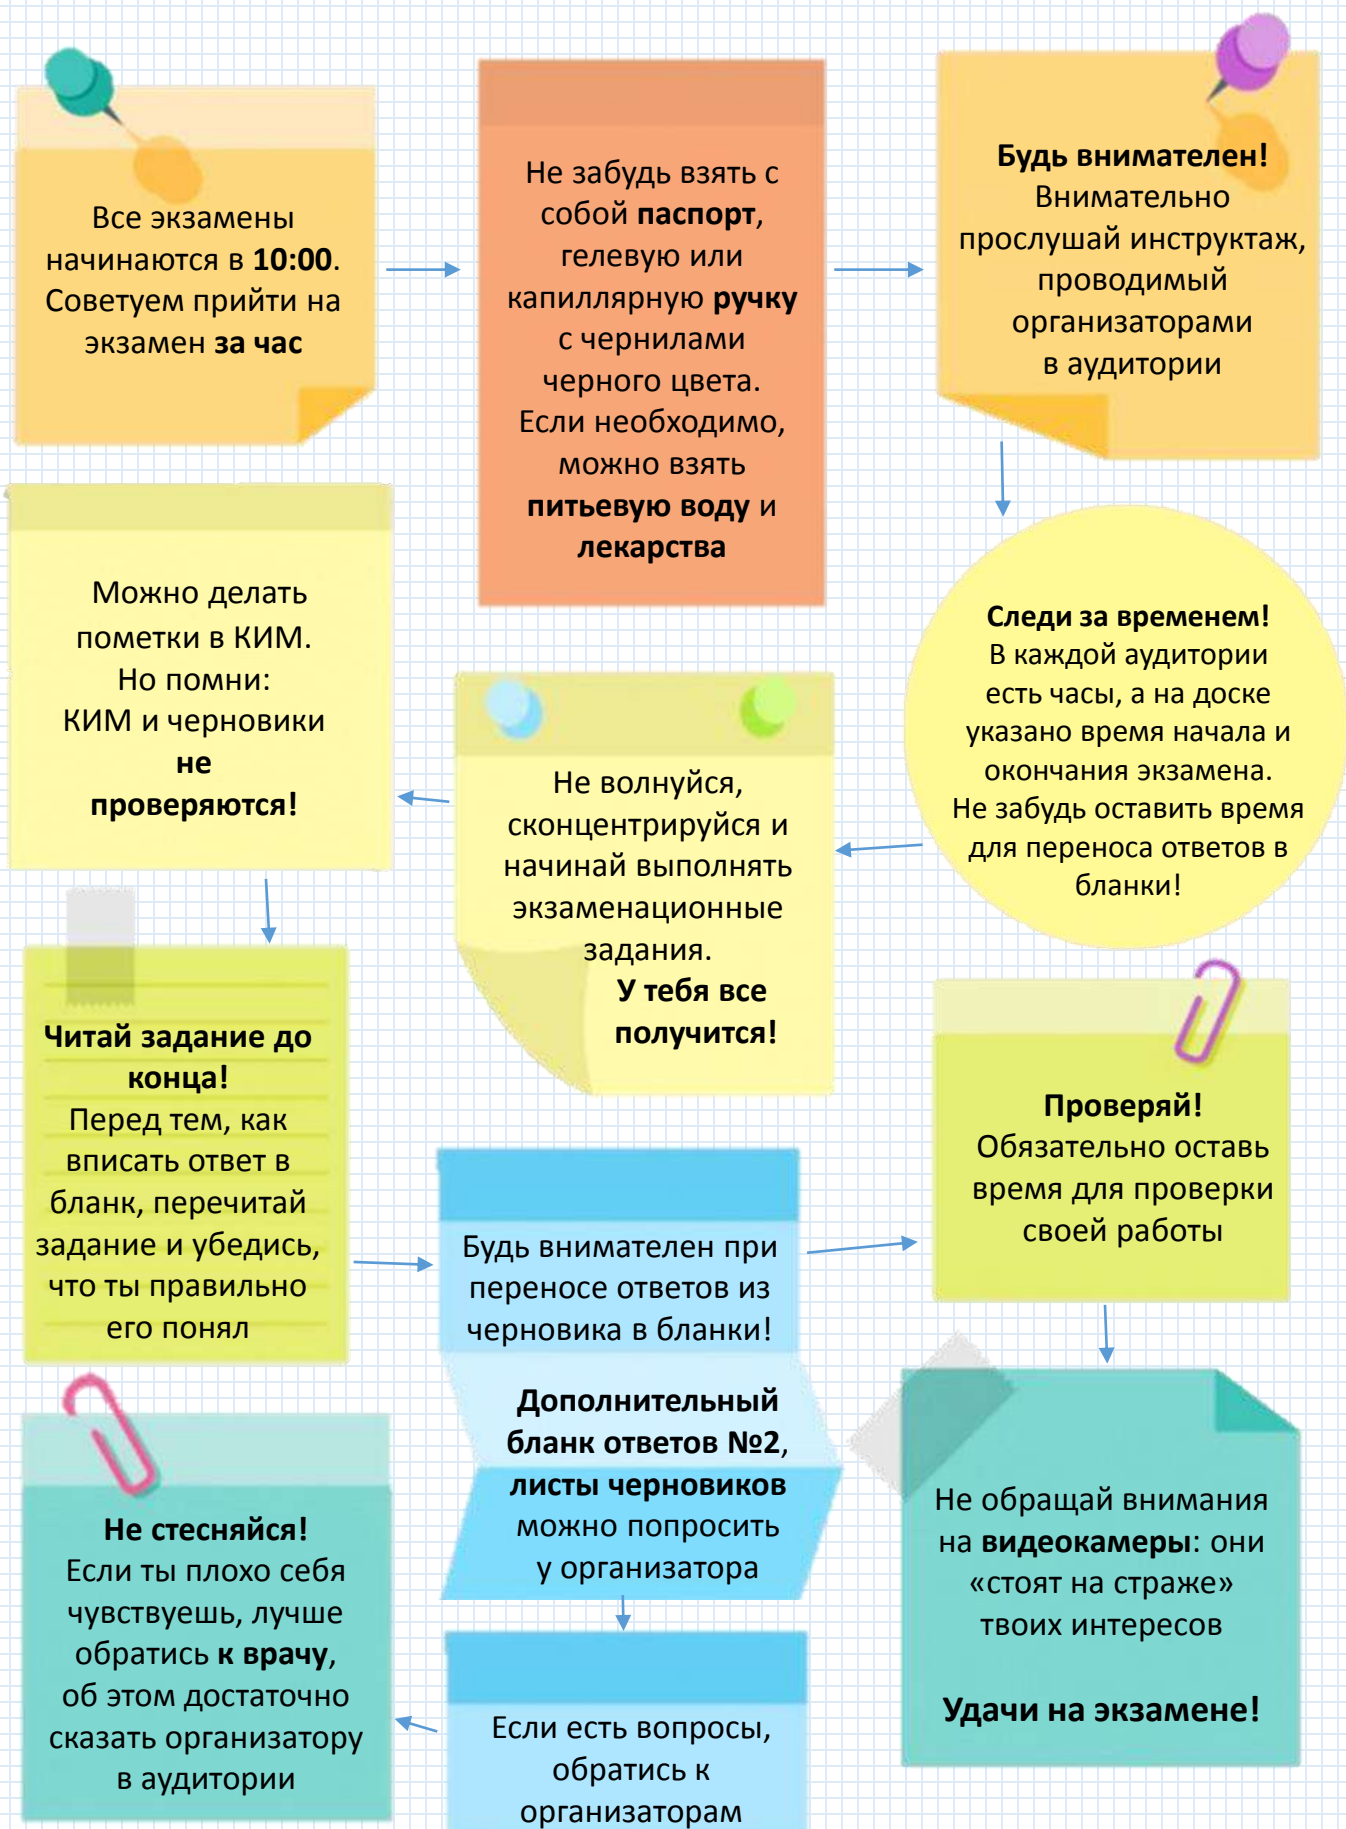 Все экзамены
начинаются в 10:00.
Советуем прийти на
экзамен за час
Не забудь взять с
собой паспорт,
гелевую или
капиллярную ручку
с чернилами
черного цвета.
Если необходимо,
можно взять
питьевую воду и
лекарства
Будь внимателен!
Внимательно
прослушай инструктаж,
проводимый
организаторами
в аудитории
Следи за временем!
В каждой аудитории
есть часы, а на доске
указано время начала и
окончания экзамена.
Не забудь оставить время
для переноса ответов в
бланки!
Не волнуйся,
сконцентрируйся и
начинай выполнять
экзаменационные
задания.
У тебя все
получится!
Можно делать
пометки в КИМ.
Но помни:
КИМ и черновики
не
проверяются!
Читай задание до
конца!
Перед тем, как
вписать ответ в
бланк, перечитай
задание и убедись,
что ты правильно
его понял
Будь внимателен при
переносе ответов из
черновика в бланки!
Дополнительный
бланк ответов №2,
листы черновиков
можно попросить
у организатора
Проверяй!
Обязательно оставь
время для проверки
своей работы
Не обращай внимания
на видеокамеры: они
«стоят на страже»
твоих интересов
Удачи на экзамене!
Если есть вопросы,
обратись к
организаторам
Не стесняйся!
Если ты плохо себя
чувствуешь, лучше
обратись к врачу,
об этом достаточно
сказать организатору
в аудитории